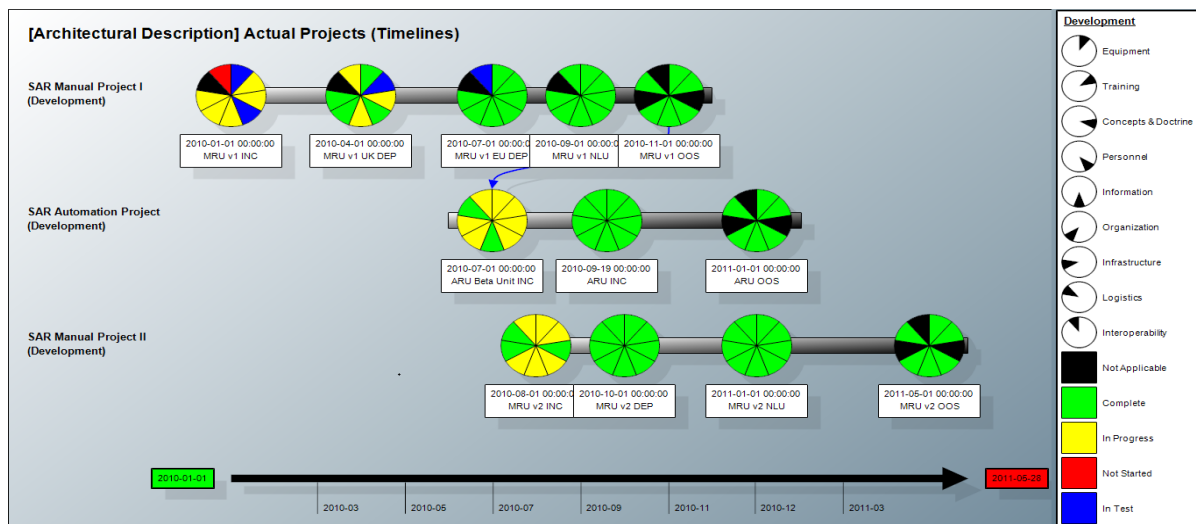 [Architectural Description] Actual Projects (Timelines)
SAR Manual Project I
(Development)
2010-01-01 00:00:00
MRU v1 INC
2010-04-01 00:00:00
MRU v1 UK DEP
2010-07-01 00:00:0
MRU v1 EU DEP
2010-09-01 00:00:0
MRU v1 NLU
2010-11-01 00:00:00
MRU v1 OOS
SAR Automation Project
(Development)
2010-07-01 00:00:00
ARU Beta Unit INC
2010-09-19 00:00:00
ARU INC
2011-01-01 00:00:00
ARU OOS
SAR Manual Project II
(Development)
2010-08-01 00:00:0
MRU v2 INC
2010-10-01 00:00:00
MRU v2 DEP
2011-01-01 00:00:00
MRU v2 NLU
2011-05-01 00:00:00
MRU v2 OOS
2010-01-01
2010-03
2010-05
2010-07
2010-09
2010-11
2010-12
2011-03
2011-05-28
Development
Equipment
Training
Concepts & Doctrine
Personnel
Information
Organization
Infrastructure
Logistics
Interoperability
Not Applicable
Complete
In Progress
Not Started
In Test